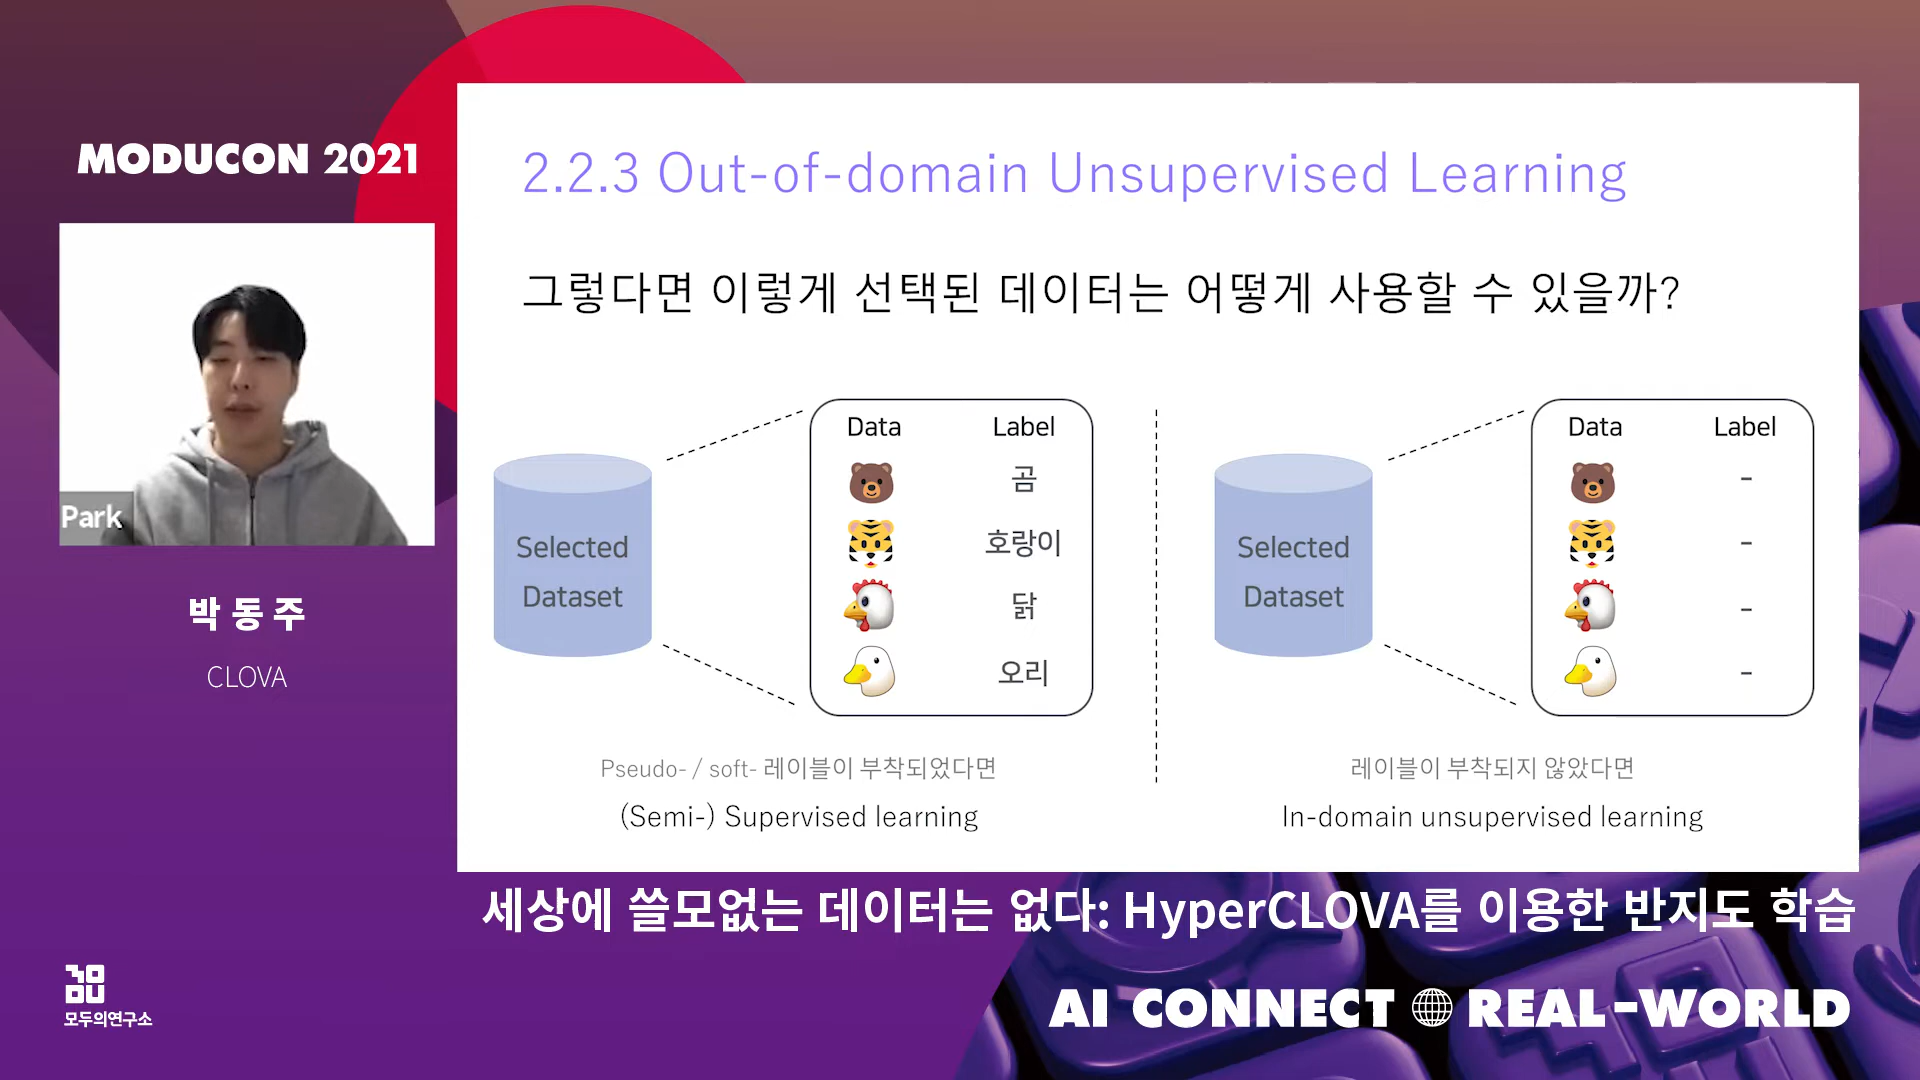 MODUCON 2021
Park
박동주
CLOVA
모두의연구소
2.2.3 Out-of-domain Unsupervised Learning
그렇다면 이렇게 선택된 데이터는 어떻게 사용할 수 있을까?
Selected
Dataset
Data Label
곰
호랑이
닭
오리
Pseudo- / soft- 레이블이 부착되었다면
(Semi-) Supervised learning
Selected
Dataset
Data Label
-
-
-
-
레이블이 부착되지 않았다면
In-domain unsupervised learning
세상에 쓸모없는 데이터는 없다: HyperCLOVA를 이용한 반지도 학습
AI CONNECT REAL-WORLD